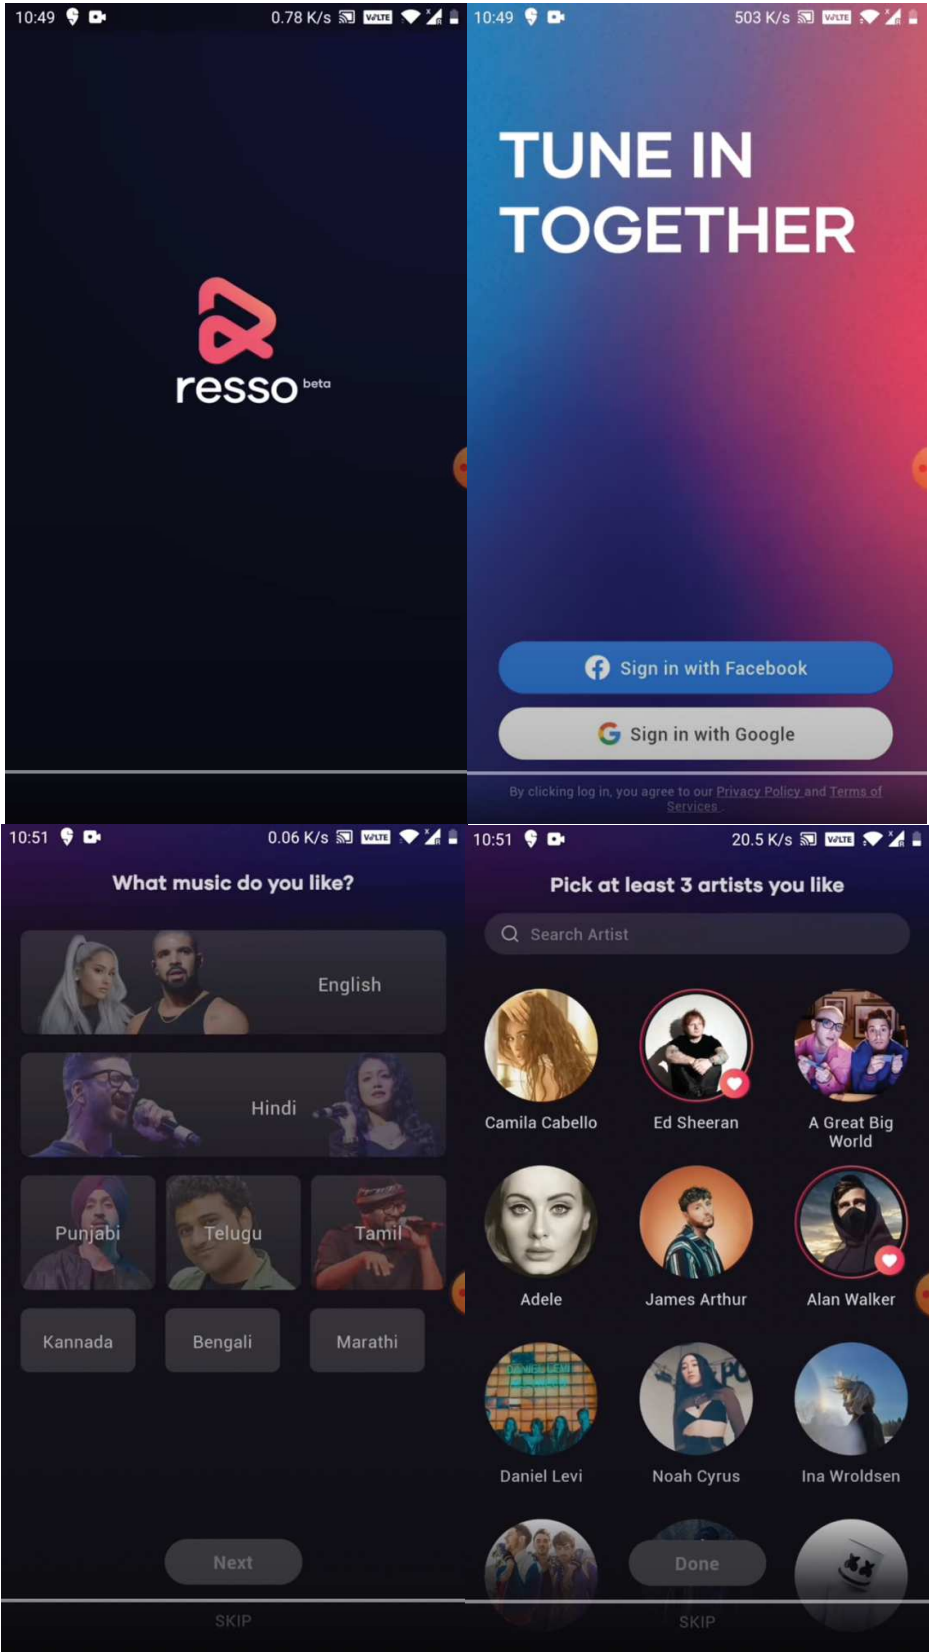 10:49
0.78 K/s
VoLTE
resso beta
10:49
503 K/s
VoLTE
TUNE IN
TOGETHER
Sign in with Facebook
Sign in with Google
By clicking log in, you agree to our Privacy Policy and Terms of
Services.
10:51
0.06 K/s
VoLTE
What music do you like?
English
Hindi
Punjabi
Telugu
Tamil
Kannada
Bengali
Marathi
Next
SKIP
10:51
20.5 K/s
VoLTE
Pick at least 3 artists you like
Search Artist
Camila Cabello
Ed Sheeran
A Great Big
World
Adele
James Arthur
Alan Walker
Daniel Levi
Noah Cyrus
Ina Wroldsen
Done
SKIP